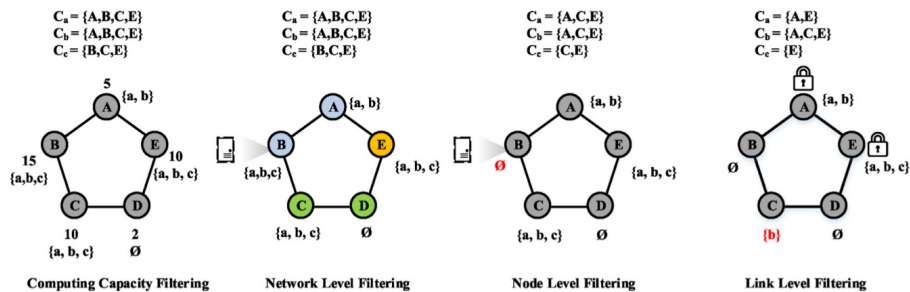 Cₐ = {A,B,C,E}
C_b = {A,B,C,E}
C_c = {B,C,E}
5
A
{a, b}
B
15
{a,b,c}
E
10
{a, b, c}
C
10
{a, b, c}
D
2
Ø
Computing Capacity Filtering
Cₐ = {A,B,C,E}
C_b = {A,B,C,E}
C_c = {B,C,E}
A
{a, b}
B
{a,b,c}
E
{a, b, c}
C
{a, b, c}
D
Ø
Network Level Filtering
Cₐ = {A,C,E}
C_b = {A,C,E}
C_c = {C,E}
A
{a, b}
B
Ø
E
{a, b, c}
C
{a, b, c}
D
Ø
Node Level Filtering
Cₐ = {A,E}
C_b = {A,C,E}
C_c = {E}
A
{a, b}
B
Ø
E
{a, b, c}
C
{b}
D
Ø
Link Level Filtering